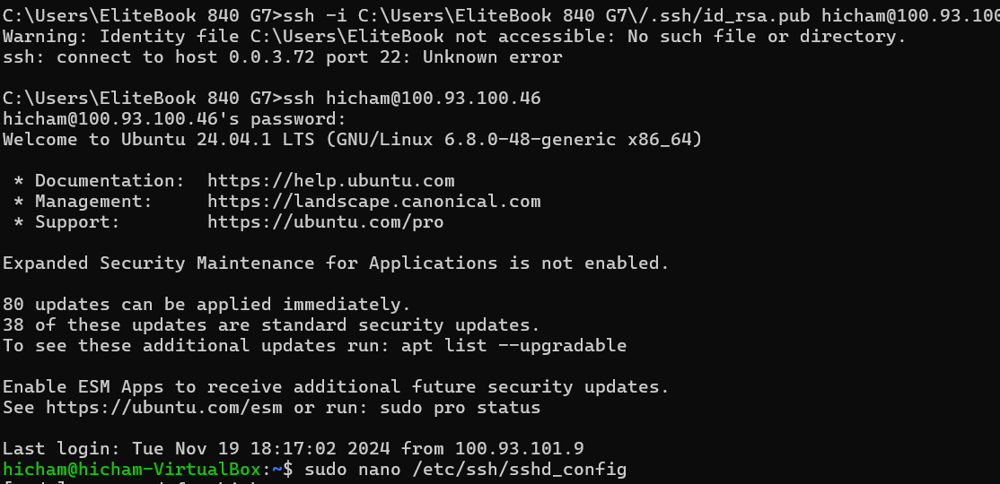 C:\Users\EliteBook 840 G7>ssh -i C:\Users\EliteBook 840 G7\/.ssh/id_rsa.pub hicham@100.93.100
Warning: Identity file C:\Users\EliteBook not accessible: No such file or directory.
ssh: connect to host 0.0.3.72 port 22: Unknown error
C:\Users\EliteBook 840 G7>ssh hicham@100.93.100.46
hicham@100.93.100.46's password:
Welcome to Ubuntu 24.04.1 LTS (GNU/Linux 6.8.0-48-generic x86_64)
* Documentation:  https://help.ubuntu.com
* Management:     https://landscape.canonical.com
* Support:        https://ubuntu.com/pro
Expanded Security Maintenance for Applications is not enabled.
80 updates can be applied immediately.
38 of these updates are standard security updates.
To see these additional updates run: apt list --upgradable
Enable ESM Apps to receive additional future security updates.
See https://ubuntu.com/esm or run: sudo pro status
Last login: Tue Nov 19 18:17:02 2024 from 100.93.101.9
hicham@hicham-VirtualBox:~$ sudo nano /etc/ssh/sshd_config